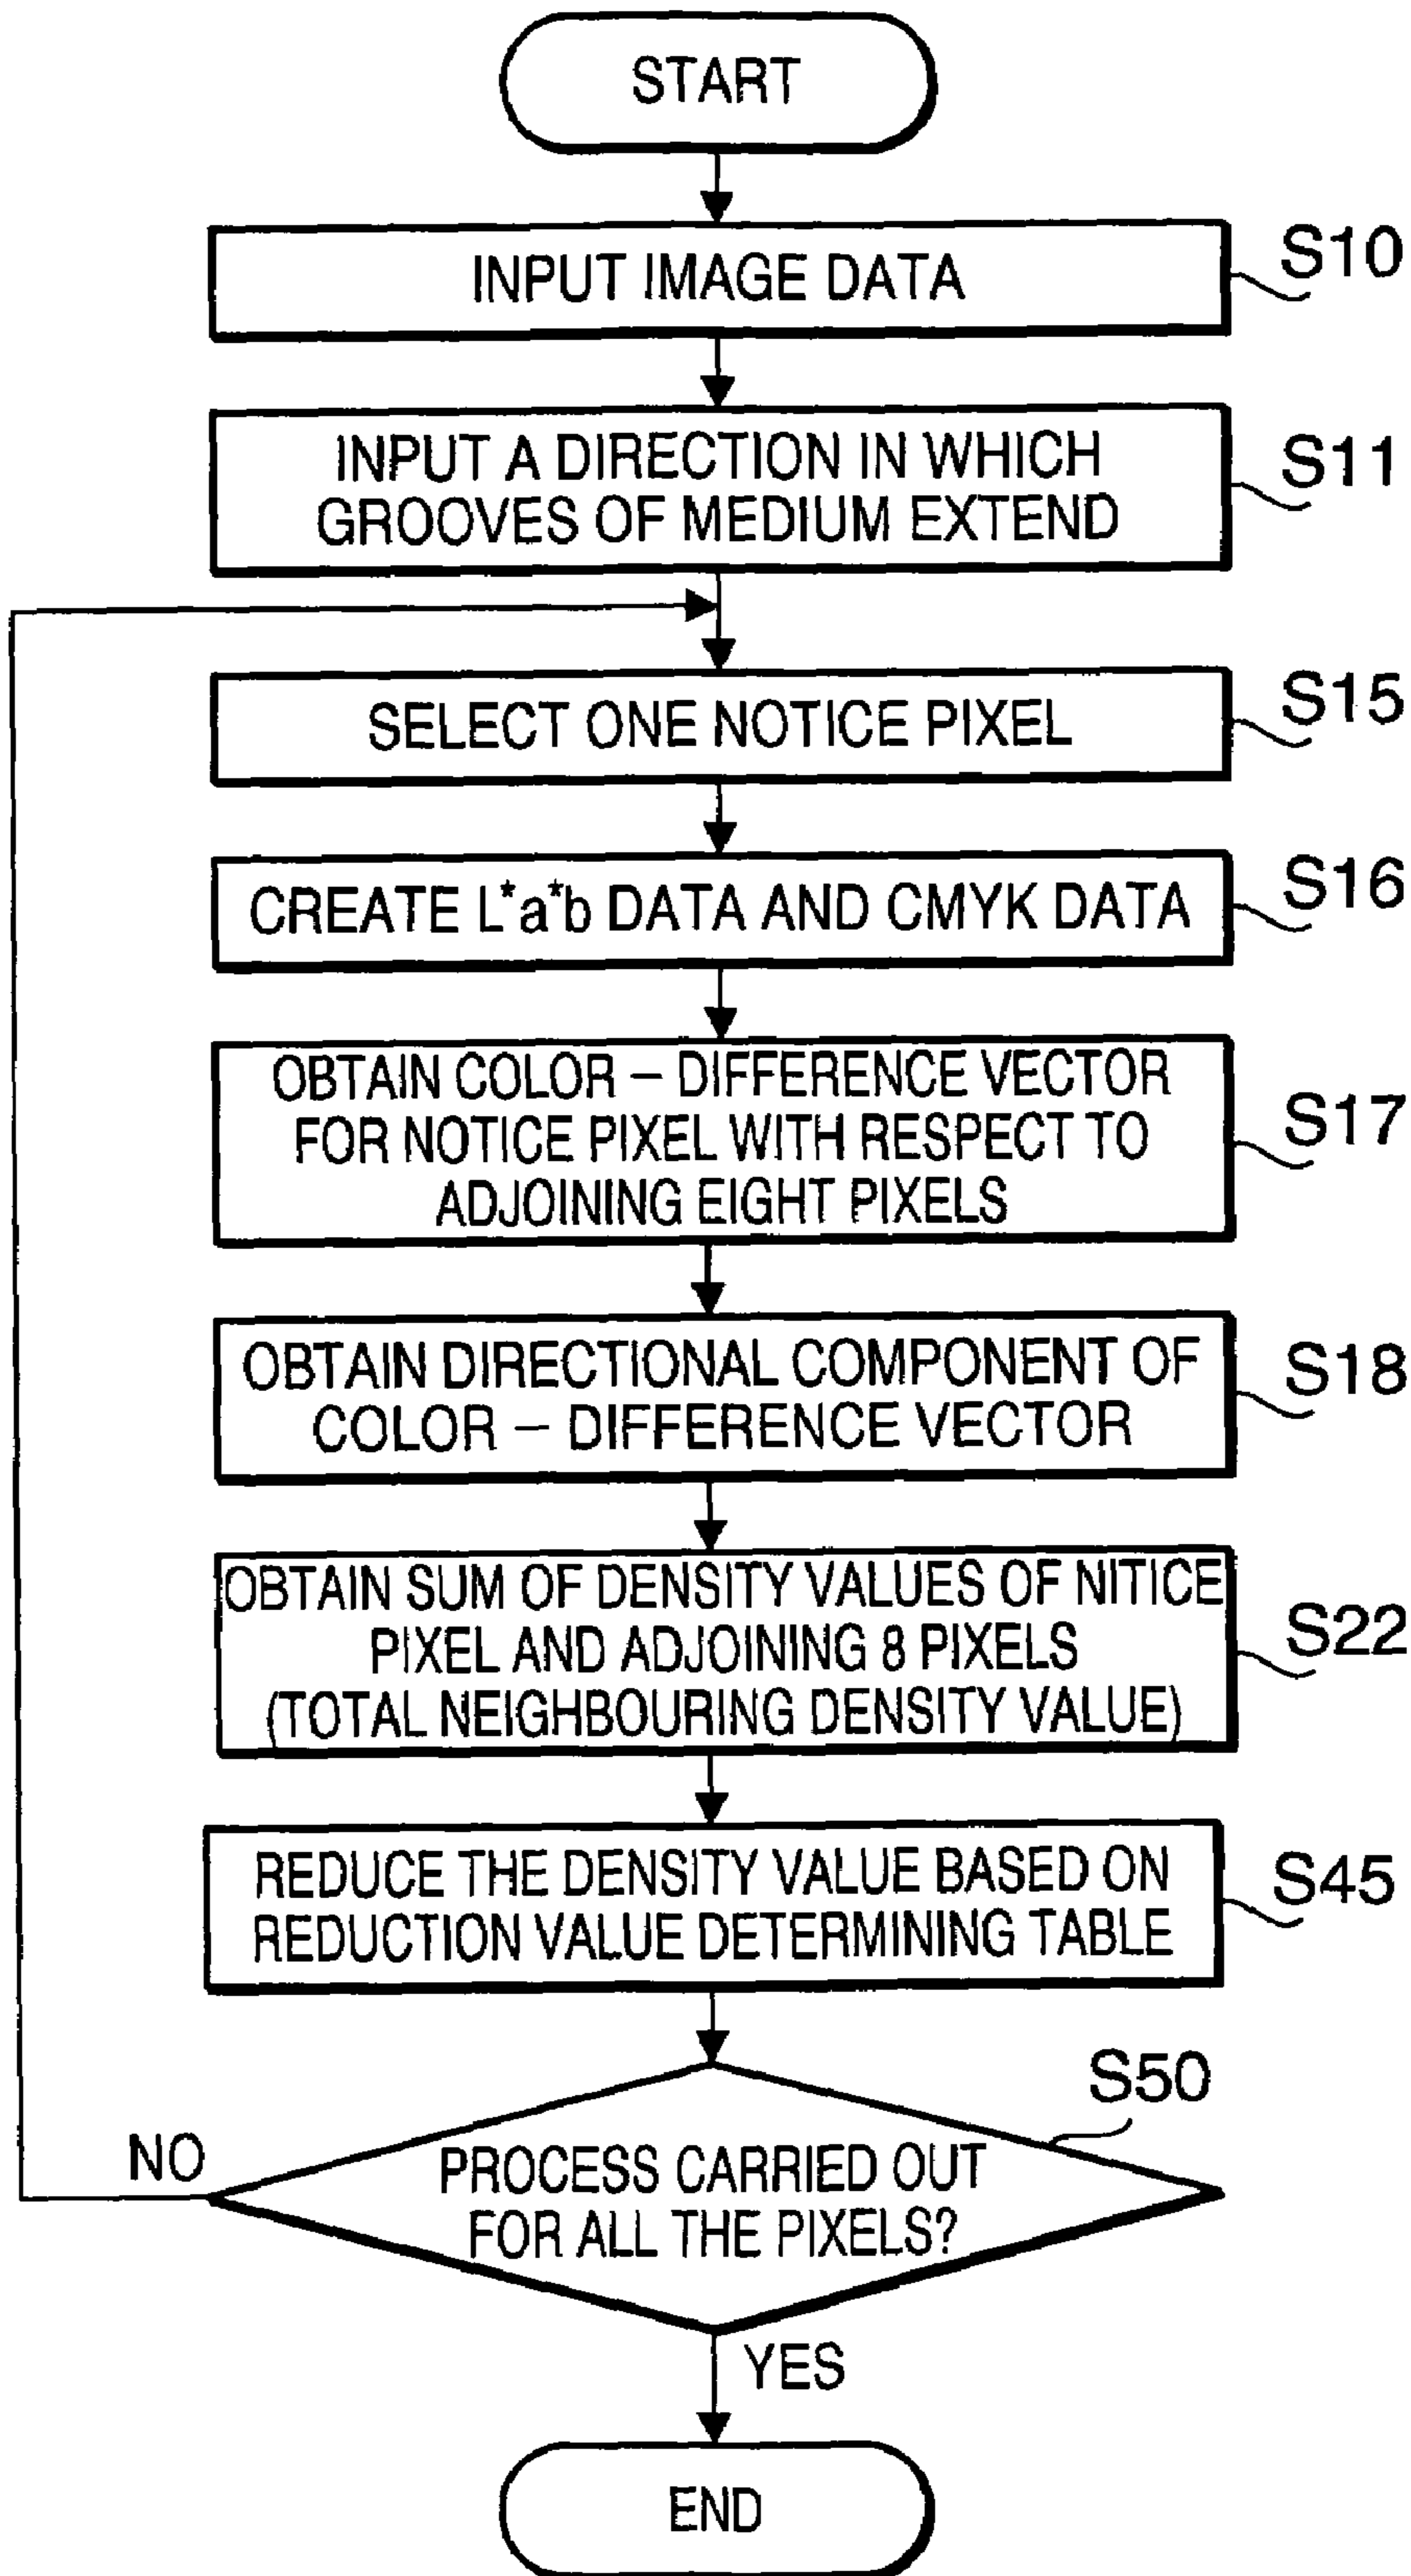 START
INPUT IMAGE DATA
S10
INPUT A DIRECTION IN WHICH
GROOVES OF MEDIUM EXTEND
S11
SELECT ONE NOTICE PIXEL
S15
CREATE L*a*b DATA AND CMYK DATA
S16
OBTAIN COLOR – DIFFERENCE VECTOR
FOR NOTICE PIXEL WITH RESPECT TO
ADJOINING EIGHT PIXELS
S17
OBTAIN DIRECTIONAL COMPONENT OF
COLOR – DIFFERENCE VECTOR
S18
OBTAIN SUM OF DENSITY VALUES OF NITICE
PIXEL AND ADJOINING 8 PIXELS
(TOTAL NEIGHBOURING DENSITY VALUE)
S22
REDUCE THE DENSITY VALUE BASED ON
REDUCTION VALUE DETERMINING TABLE
S45
S50
NO
PROCESS CARRIED OUT
FOR ALL THE PIXELS?
YES
END